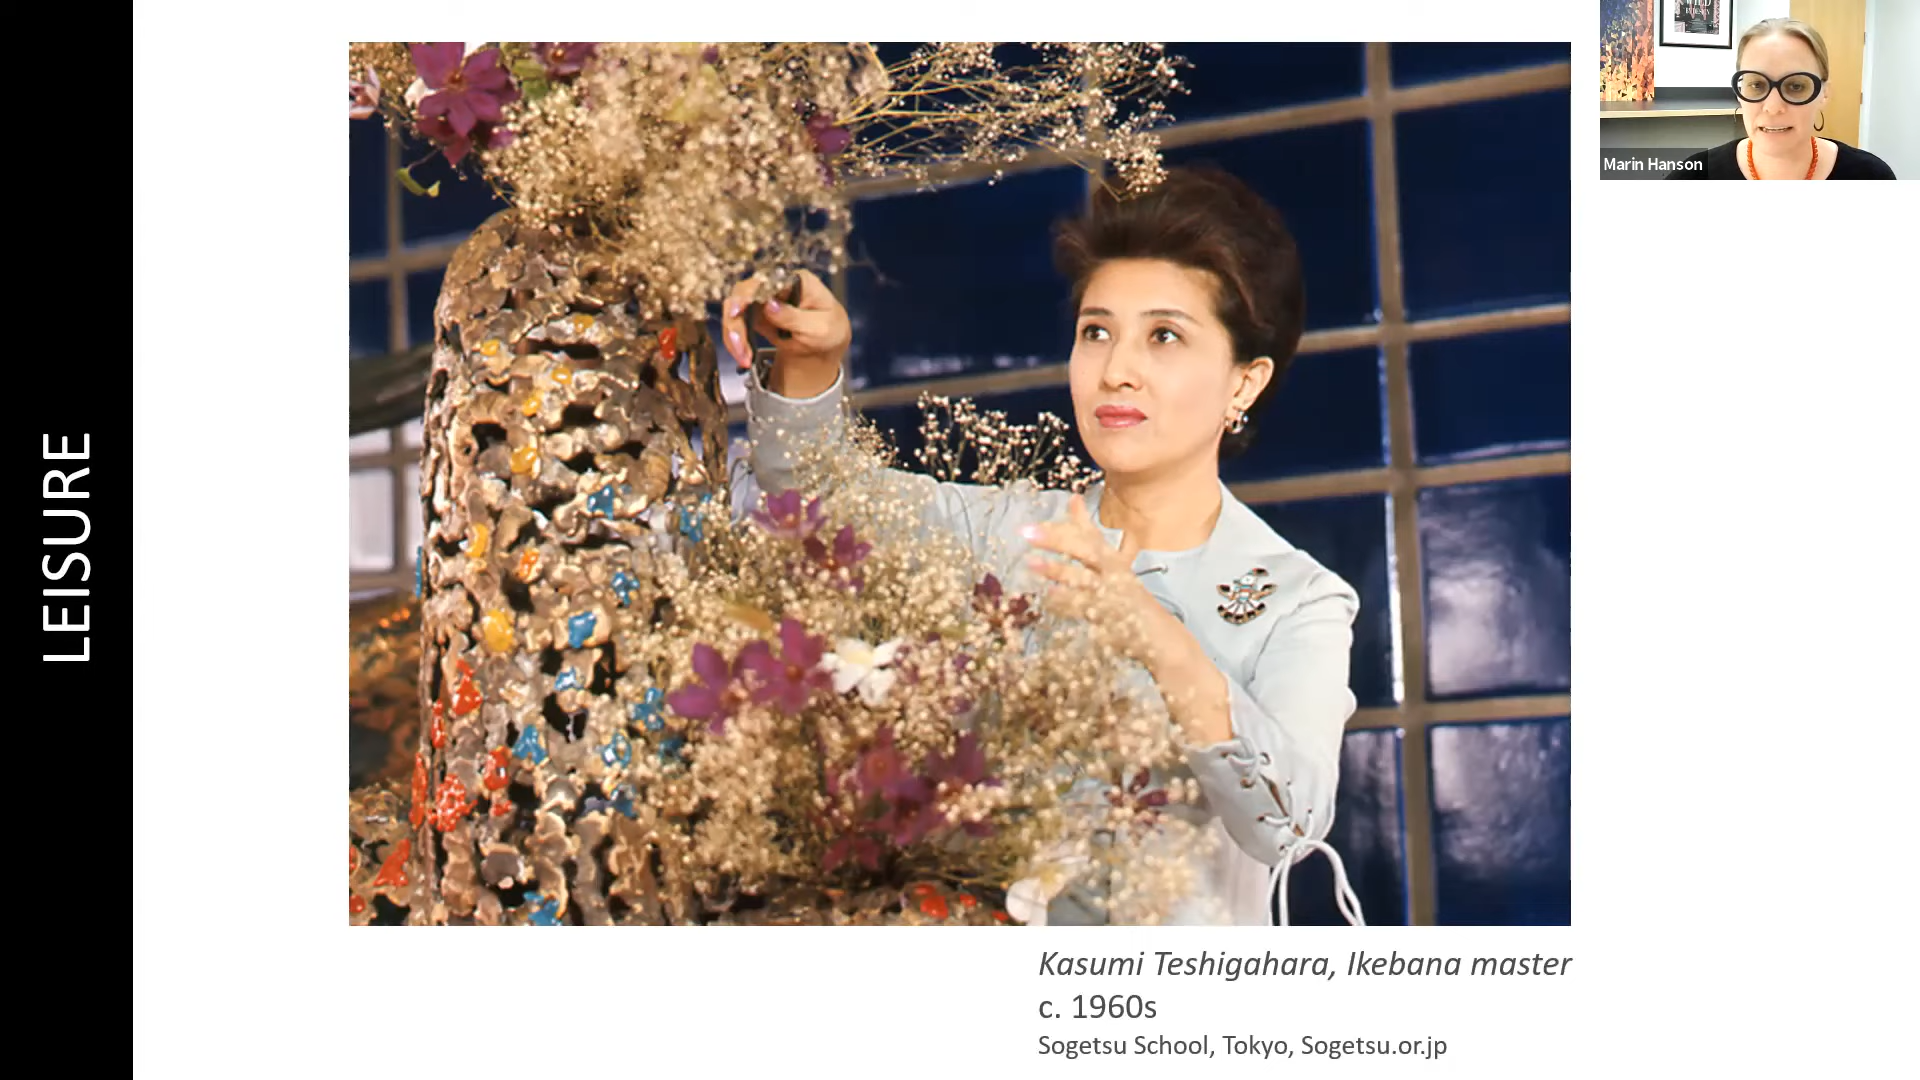 LEISURE
Marin Hanson
Kasumi Teshigahara, Ikebana master
c. 1960s
Sogetsu School, Tokyo, Sogetsu.or.jp